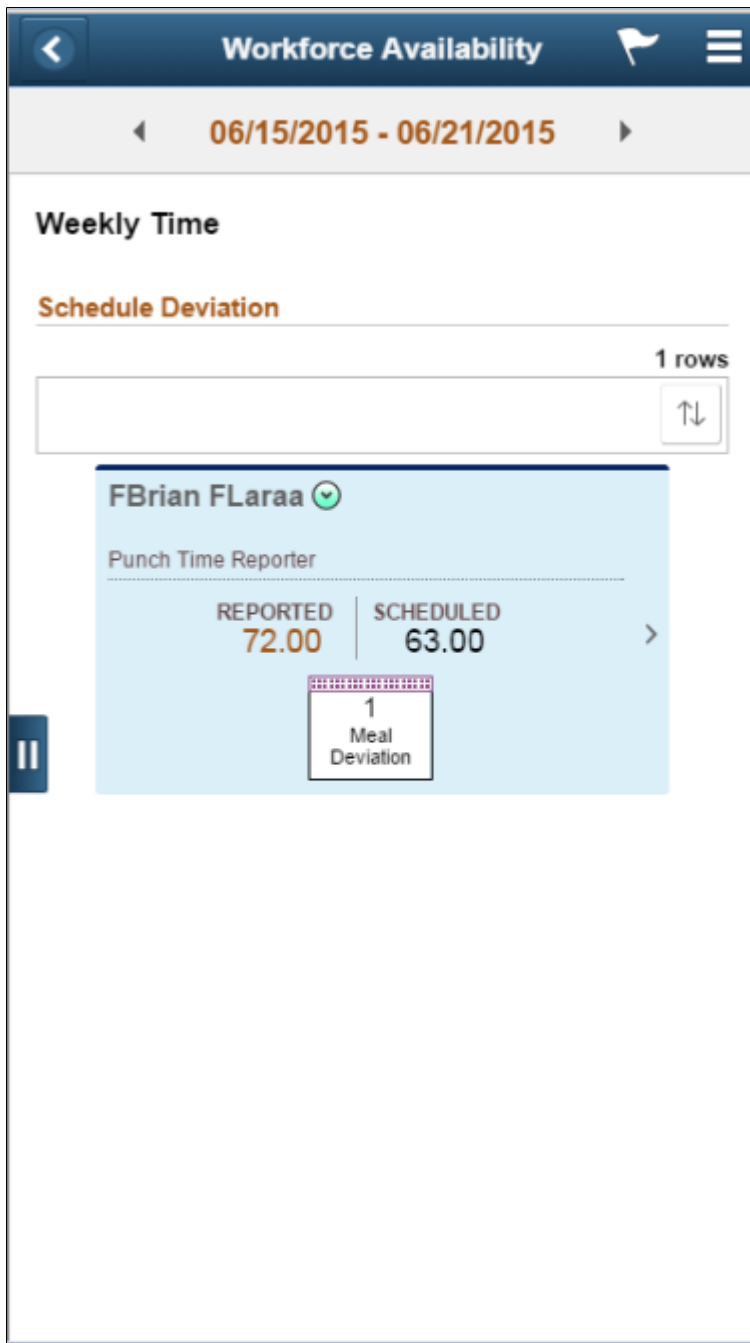 Workforce Availability
06/15/2015 - 06/21/2015
Weekly Time
Schedule Deviation
1 rows
FBrian FLaraa
Punch Time Reporter
REPORTED SCHEDULED
72.00 63.00
1
Meal
Deviation